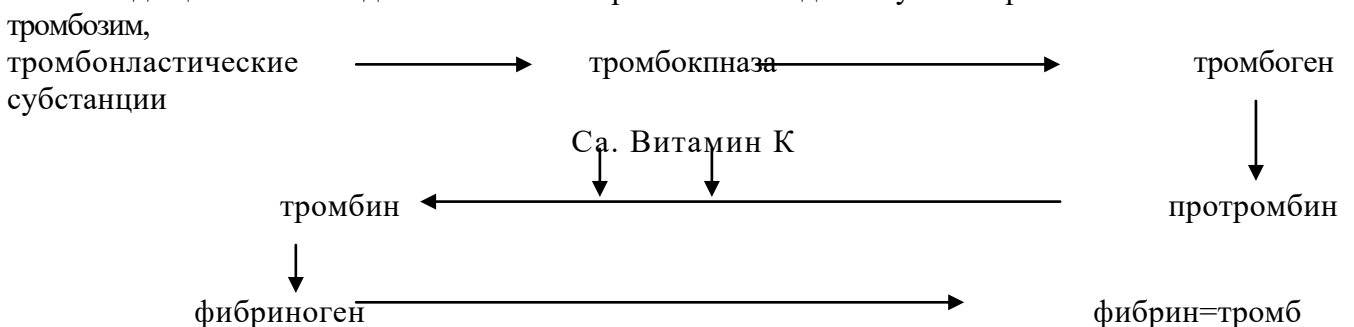 тромбозим,
тромбонластические тромбокпназа тромбоген
субстанции
Са. Витамин К
тромбин протромбин
фибриноген фибрин=тромб